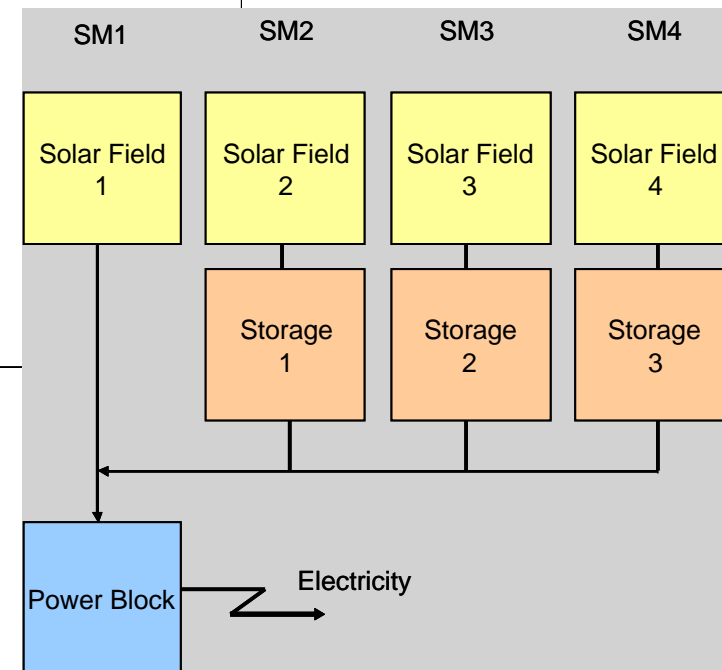 SM1
SM2
SM3
SM4
Solar Field
1
Solar Field
2
Solar Field
3
Solar Field
4
Storage
1
Storage
2
Storage
3
Power Block
Electricity